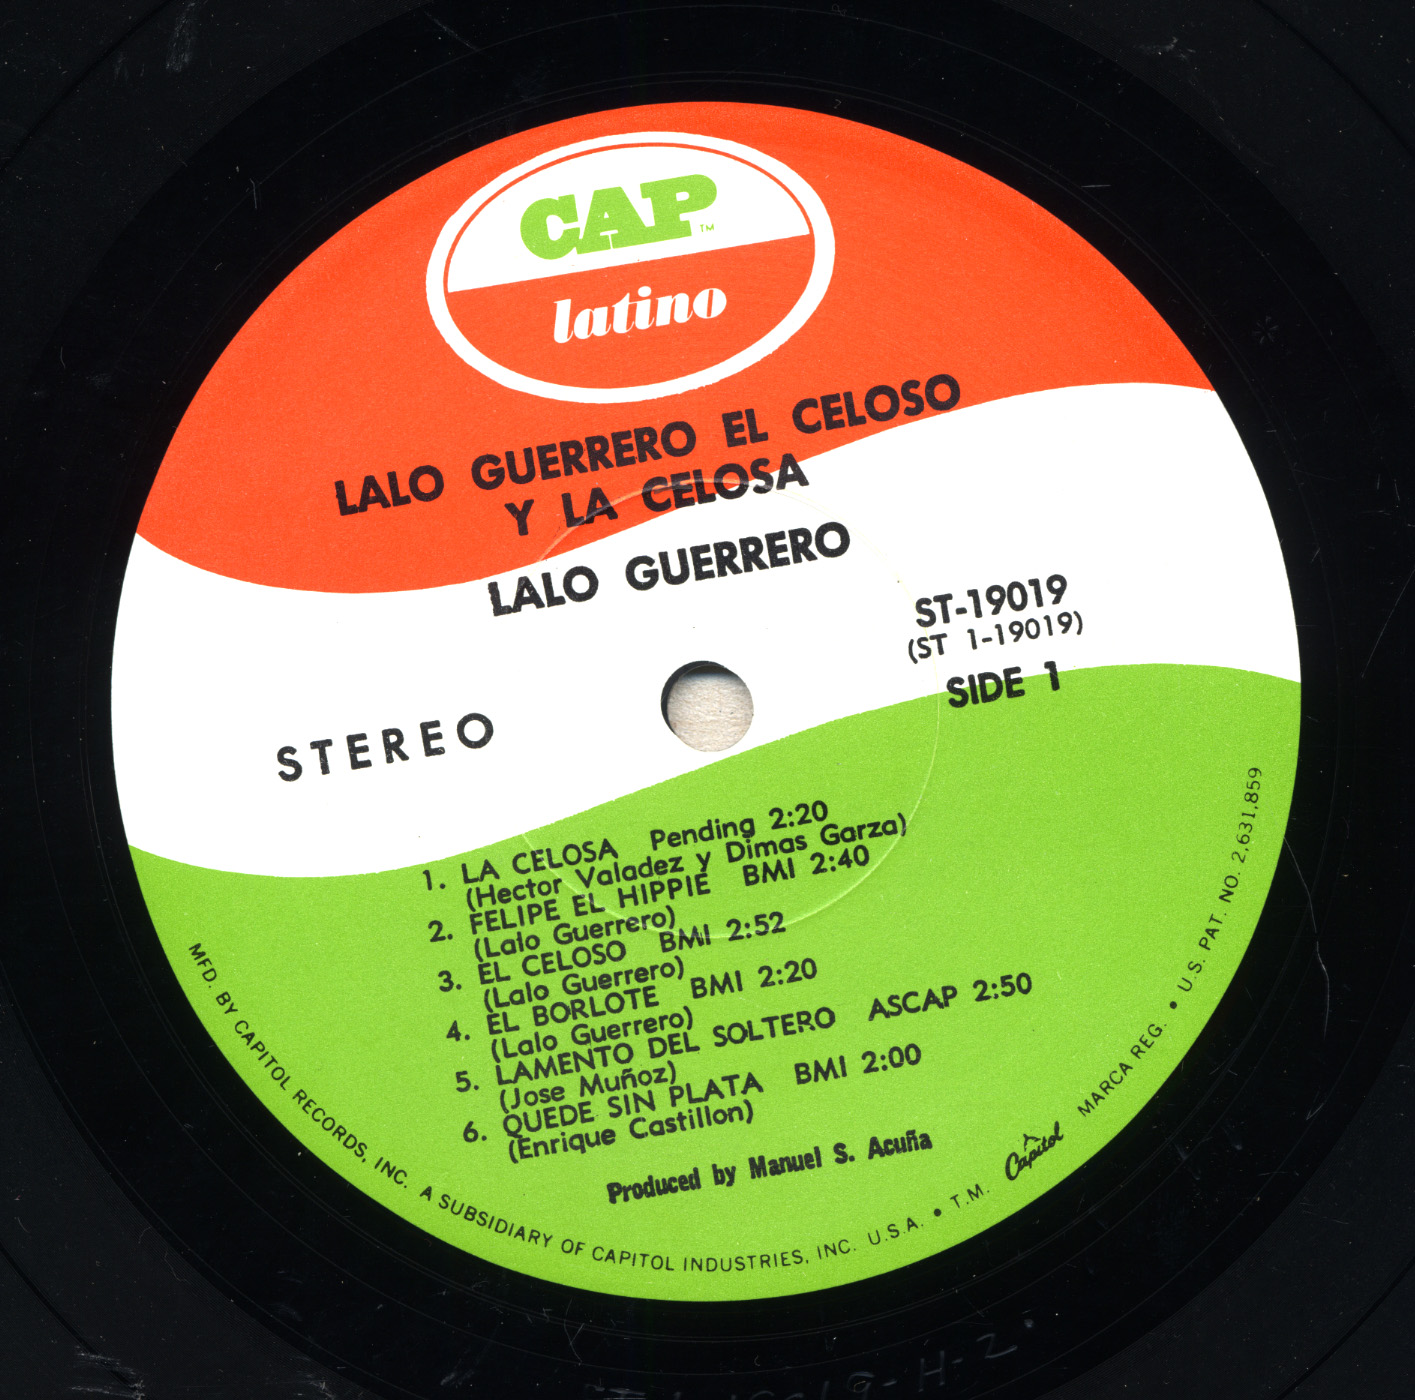 CAP™
latino
LALO GUERRERO EL CELOSO
Y LA CELOSA
LALO GUERRERO
ST-19019
(ST 1-19019)
SIDE 1
STEREO
1. LA CELOSA Pending 2:20
(Hector Valadez y Dimas Garza)
2. FELIPE EL HIPPIE BMI 2:40
(Lalo Guerrero)
3. EL CELOSO BMI 2:52
(Lalo Guerrero)
4. EL BORLOTE BMI 2:20
(Lalo Guerrero)
5. LAMENTO DEL SOLTERO ASCAP 2:50
(Jose Muñoz)
6. QUEDE SIN PLATA BMI 2:00
(Enrique Castillon)
Produced by Manuel S. Acuña
MFD. BY CAPITOL RECORDS, INC. A SUBSIDIARY OF CAPITOL INDUSTRIES, INC. U.S.A. • T.M. Capitol MARCA REG. • U.S. PAT. NO. 2,631,859